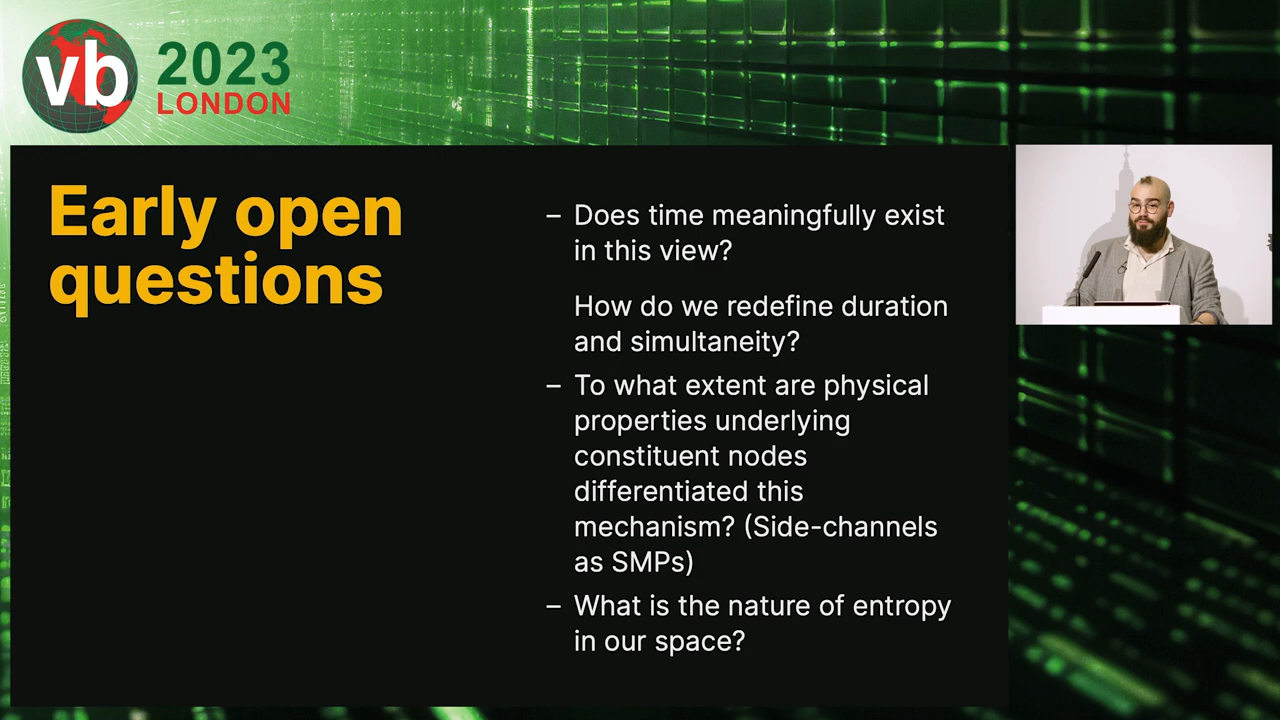 vb
2023
LONDON
Early open
questions
– Does time meaningfully exist
in this view?
How do we redefine duration
and simultaneity?
– To what extent are physical
properties underlying
constituent nodes
differentiated this
mechanism? (Side-channels
as SMPs)
– What is the nature of entropy
in our space?